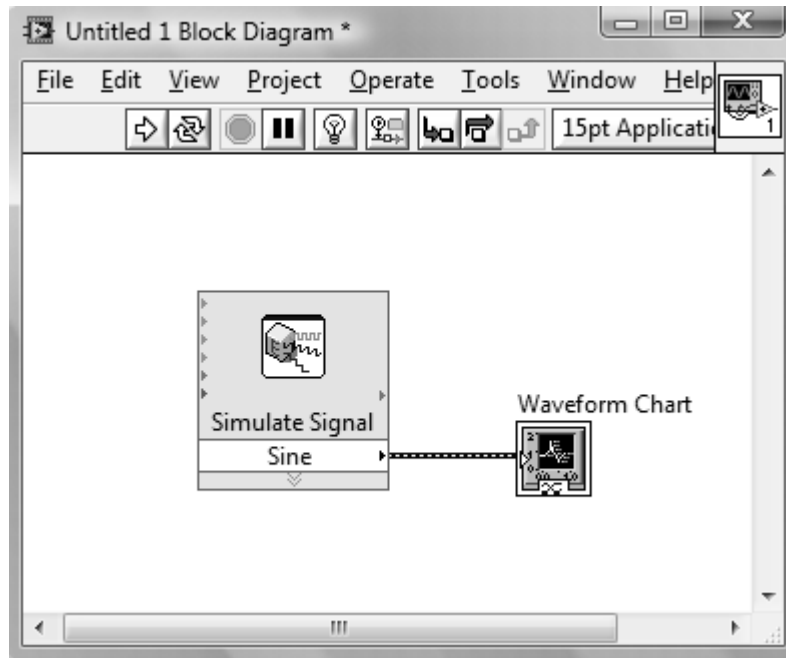 Untitled 1 Block Diagram *
File Edit View Project Operate Tools Window Help
15pt Applicati
1
Waveform Chart
Simulate Signal
Sine